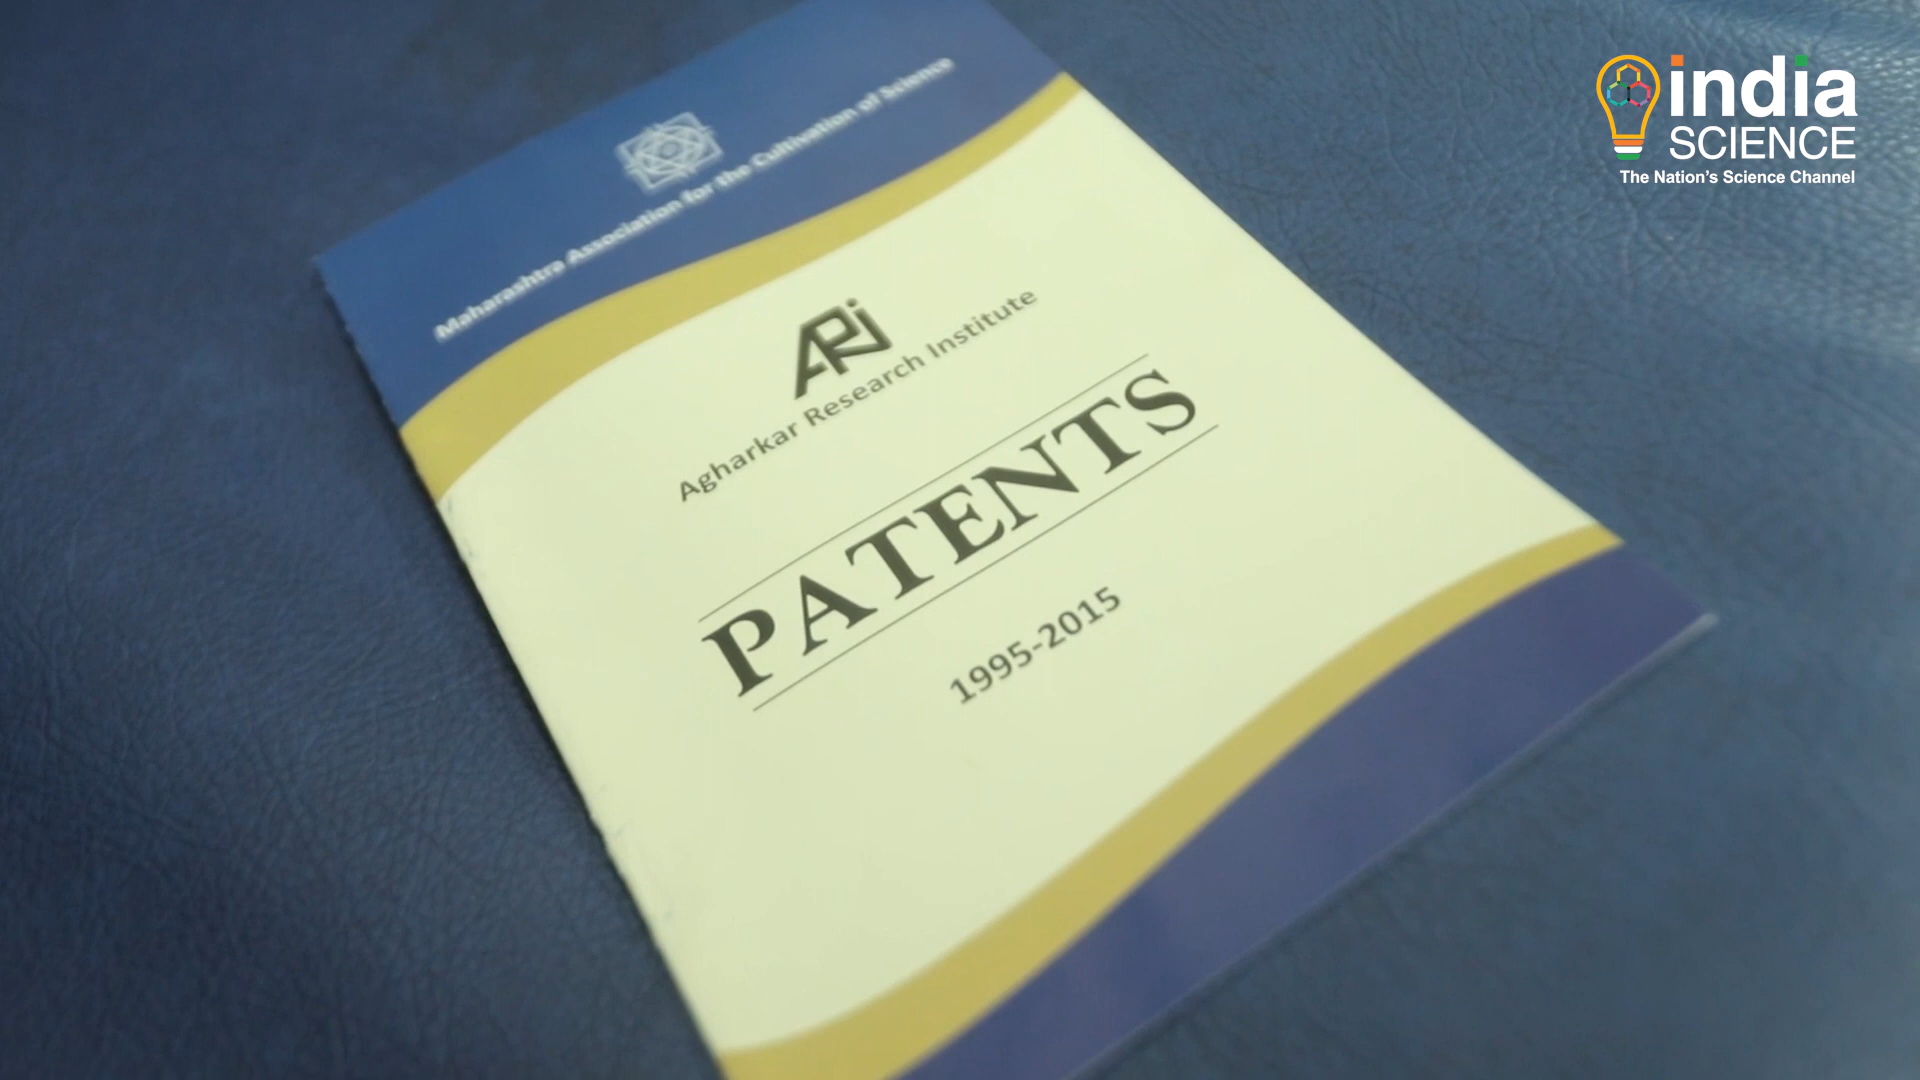 Maharashtra Association for the Cultivation of Science
ARI
Agharkar Research Institute
PATENTS
1995-2015
india
SCIENCE
The Nation's Science Channel